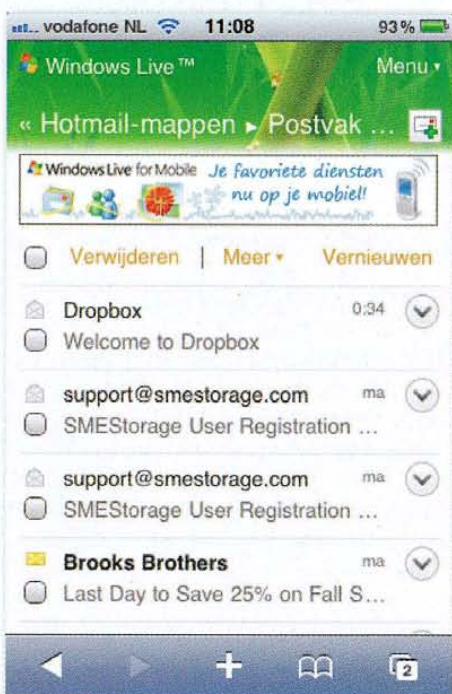 vodafone NL 11:08 93%
Windows Live™ Menu
« Hotmail-mappen ▸ Postvak ...
Windows Live for Mobile Je favoriete diensten
nu op je mobiel!
Verwijderen | Meer ▾ Vernieuwen
Dropbox 0:34
Welcome to Dropbox
support@smestorage.com ma
SMEStorage User Registration ...
support@smestorage.com ma
SMEStorage User Registration ...
Brooks Brothers ma
Last Day to Save 25% on Fall S...
2